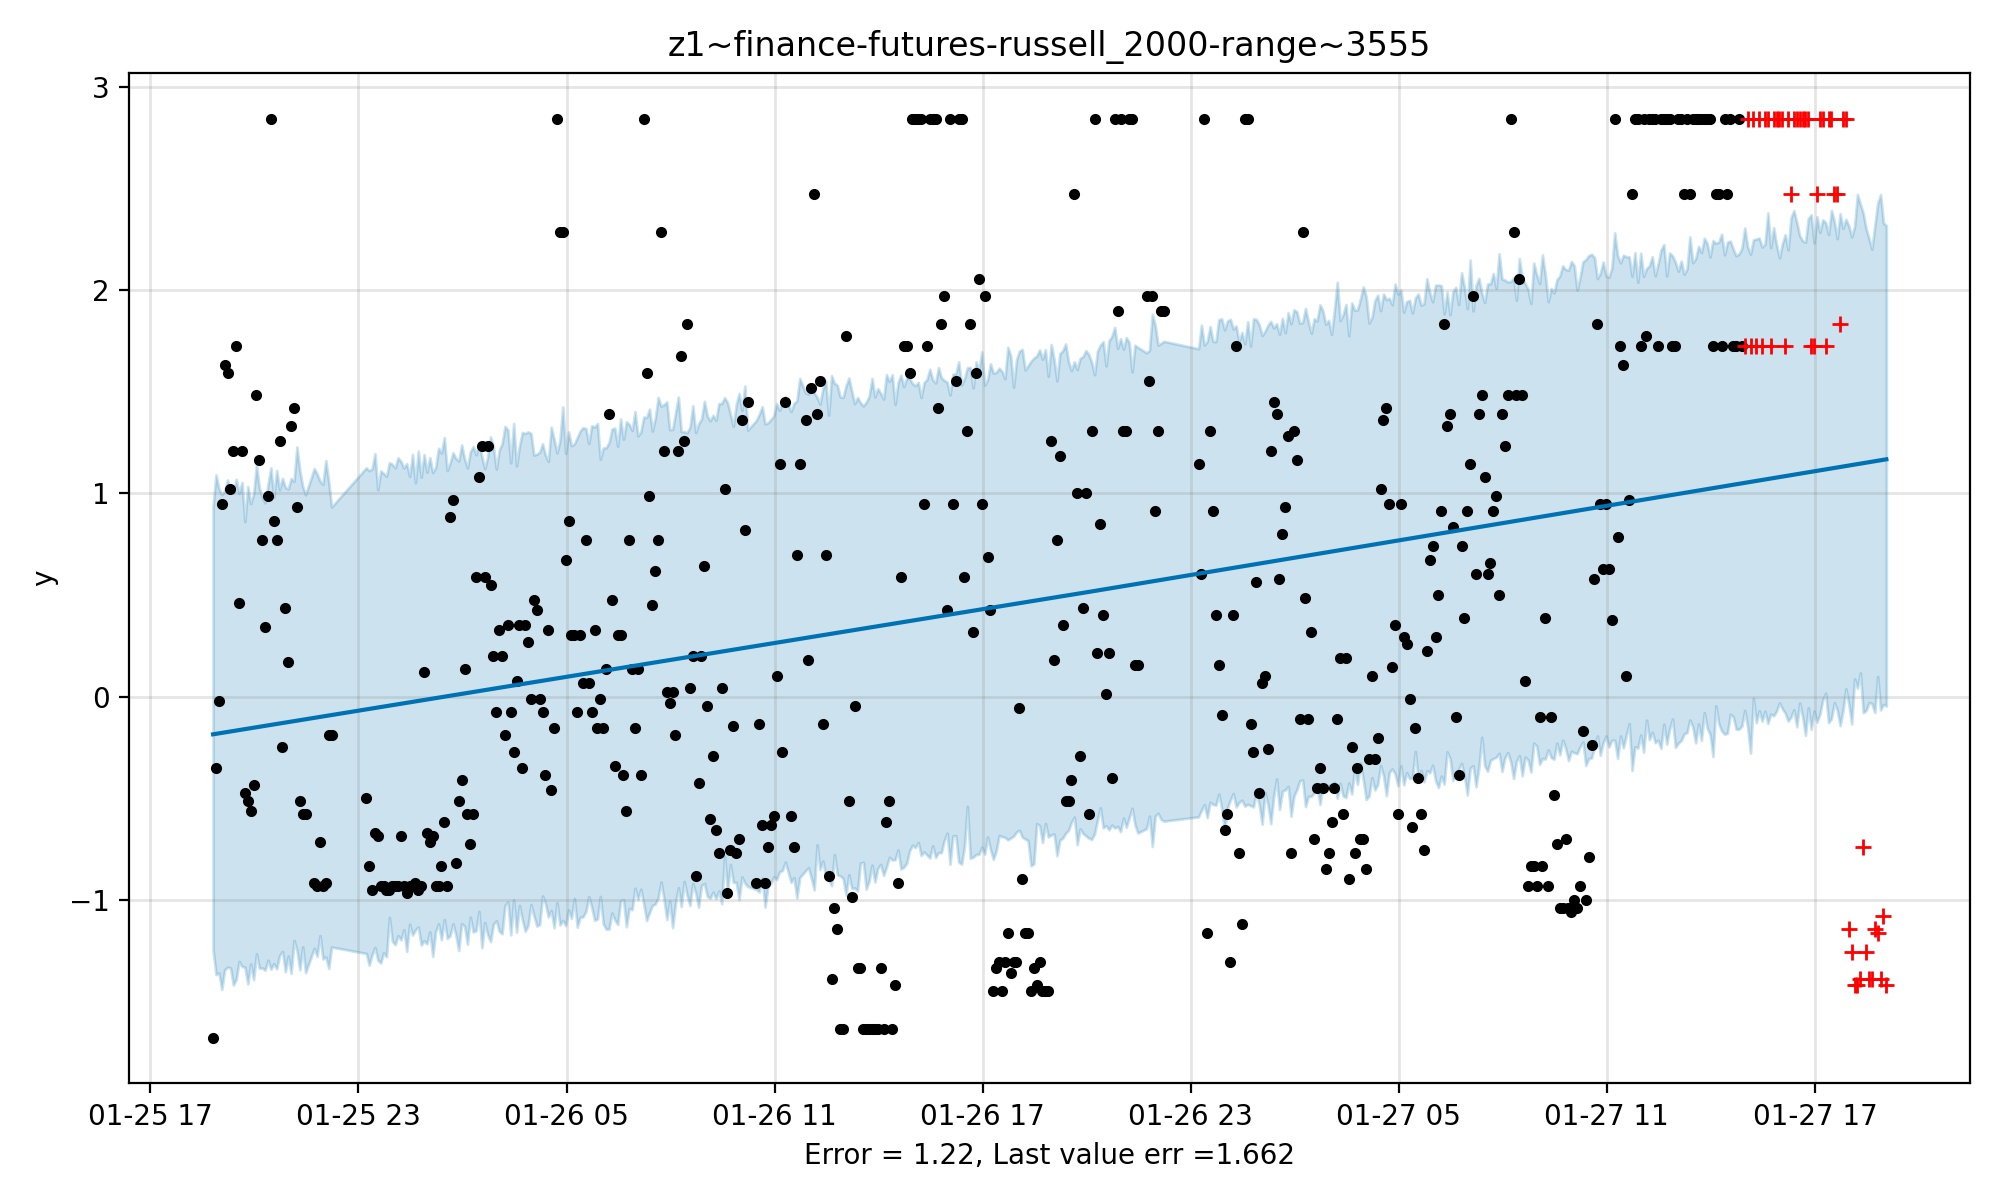 z1~finance-futures-russell_2000-range~3555
3
2
1
0
−1
y
01-25 17 01-25 23 01-26 05 01-26 11 01-26 17 01-26 23 01-27 05 01-27 11 01-27 17
Error = 1.22, Last value err =1.662